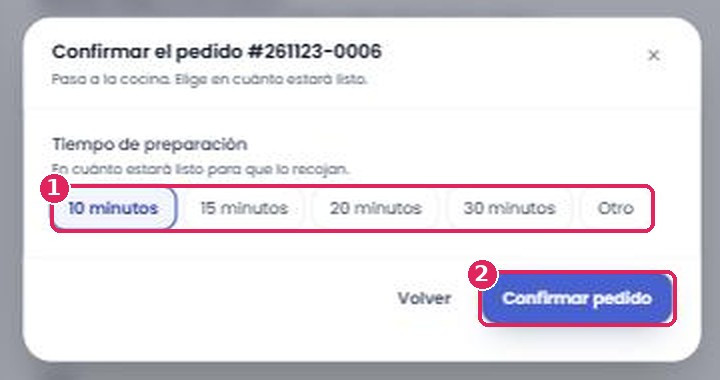 Confirmar el pedido #261123-0006
×
Pasa a la cocina. Elige en cuánto estará listo.
Tiempo de preparación
En cuánto estará listo para que lo recojan.
1
10 minutos 15 minutos 20 minutos 30 minutos Otro
2
Volver Confirmar pedido